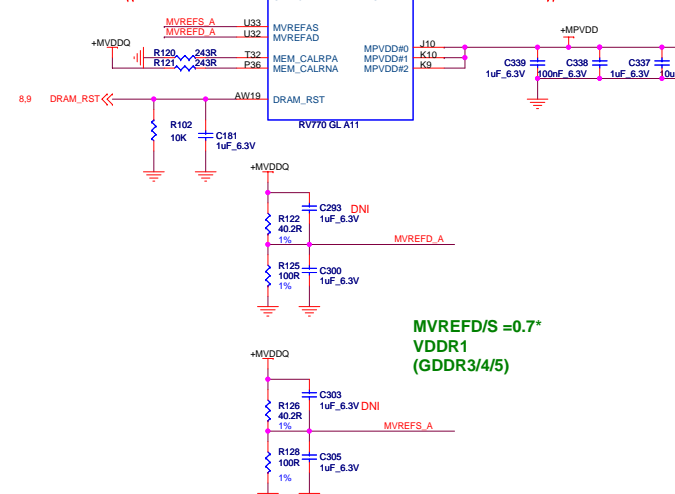 MVREFS_A U33 MVREFAS
MVREFD_A U32 MVREFAD
+MVDDQ
R120 243R T32 MEM_CALRPA
R121 243R P36 MEM_CALRNA
MPVDD#0 J10
MPVDD#1 K10
MPVDD#2 K9
+MPVDD
C339 C338 C337
1uF_6.3V 100nF_6.3V 1uF_6.3V 10u
8,9 DRAM_RST AW19 DRAM_RST
RV770 GL A11
R102
10K
C181
1uF_6.3V
+MVDDQ
C293 DNI
1uF_6.3V
R122
40.2R
1%
MVREFD_A
R125
100R
1%
C300
1uF_6.3V
MVREFD/S =0.7*
VDDR1
(GDDR3/4/5)
+MVDDQ
C303
1uF_6.3V DNI
R126
40.2R
1%
MVREFS_A
R128
100R
1%
C305
1uF_6.3V